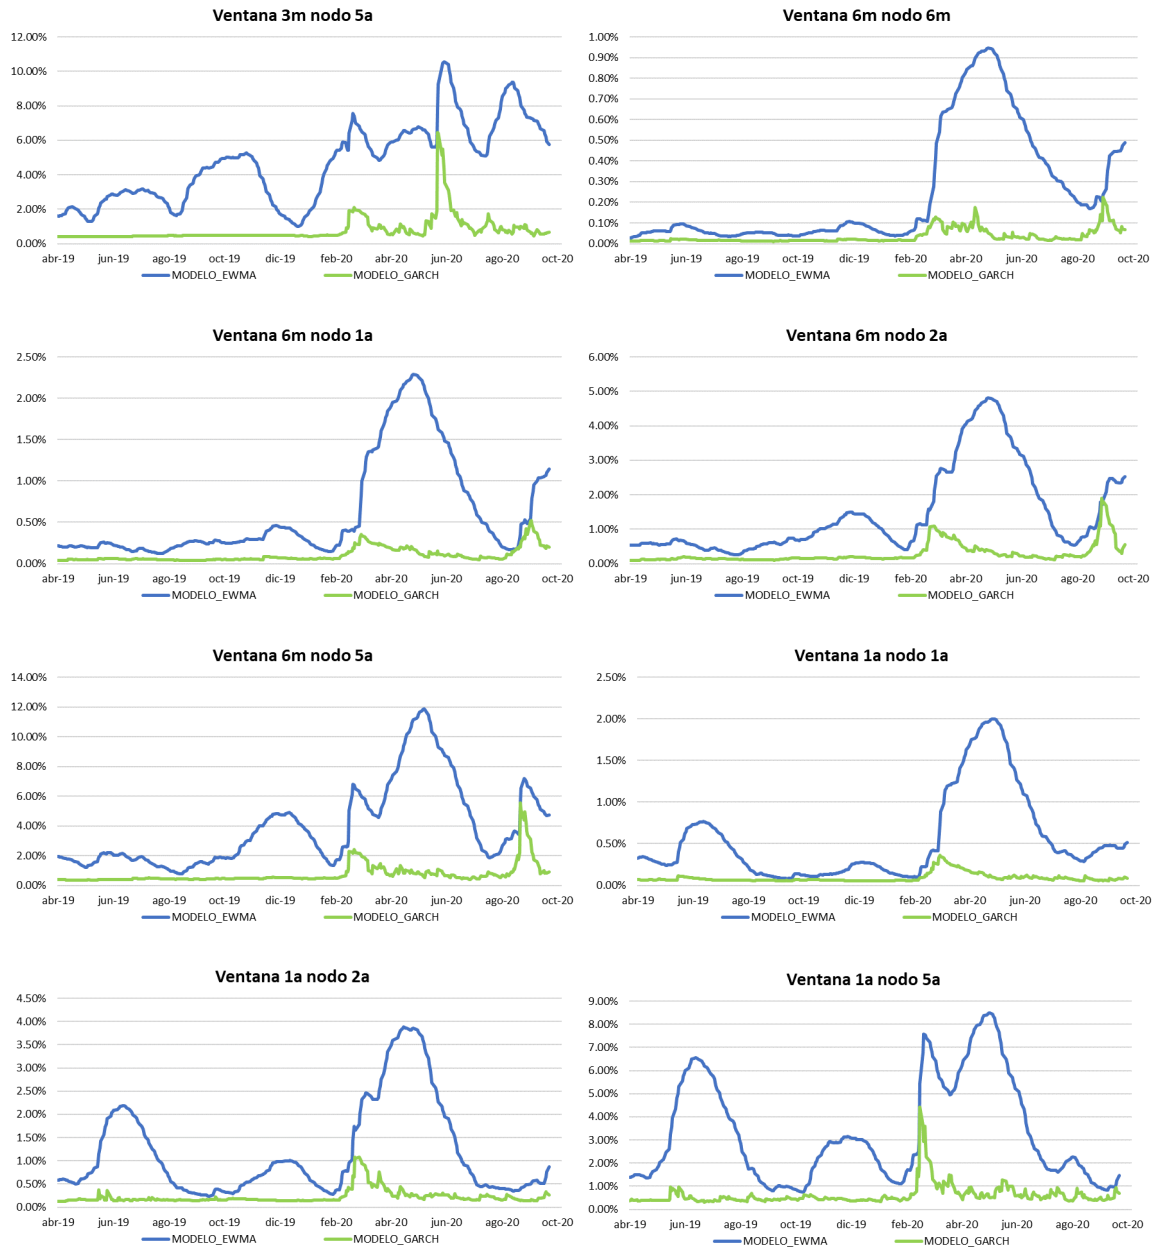 Ventana 3m nodo 5a
12.00%
10.00%
8.00%
6.00%
4.00%
2.00%
0.00%
abr-19 jun-19 ago-19 oct-19 dic-19 feb-20 abr-20 jun-20 ago-20 oct-20
MODELO_EWMA MODELO_GARCH
Ventana 6m nodo 6m
1.00%
0.90%
0.80%
0.70%
0.60%
0.50%
0.40%
0.30%
0.20%
0.10%
0.00%
abr-19 jun-19 ago-19 oct-19 dic-19 feb-20 abr-20 jun-20 ago-20 oct-20
MODELO_EWMA MODELO_GARCH
Ventana 6m nodo 1a
2.50%
2.00%
1.50%
1.00%
0.50%
0.00%
abr-19 jun-19 ago-19 oct-19 dic-19 feb-20 abr-20 jun-20 ago-20 oct-20
MODELO_EWMA MODELO_GARCH
Ventana 6m nodo 2a
6.00%
5.00%
4.00%
3.00%
2.00%
1.00%
0.00%
abr-19 jun-19 ago-19 oct-19 dic-19 feb-20 abr-20 jun-20 ago-20 oct-20
MODELO_EWMA MODELO_GARCH
Ventana 6m nodo 5a
14.00%
12.00%
10.00%
8.00%
6.00%
4.00%
2.00%
0.00%
abr-19 jun-19 ago-19 oct-19 dic-19 feb-20 abr-20 jun-20 ago-20 oct-20
MODELO_EWMA MODELO_GARCH
Ventana 1a nodo 1a
2.50%
2.00%
1.50%
1.00%
0.50%
0.00%
abr-19 jun-19 ago-19 oct-19 dic-19 feb-20 abr-20 jun-20 ago-20 oct-20
MODELO_EWMA MODELO_GARCH
Ventana 1a nodo 2a
4.50%
4.00%
3.50%
3.00%
2.50%
2.00%
1.50%
1.00%
0.50%
0.00%
abr-19 jun-19 ago-19 oct-19 dic-19 feb-20 abr-20 jun-20 ago-20 oct-20
MODELO_EWMA MODELO_GARCH
Ventana 1a nodo 5a
9.00%
8.00%
7.00%
6.00%
5.00%
4.00%
3.00%
2.00%
1.00%
0.00%
abr-19 jun-19 ago-19 oct-19 dic-19 feb-20 abr-20 jun-20 ago-20 oct-20
MODELO_EWMA MODELO_GARCH